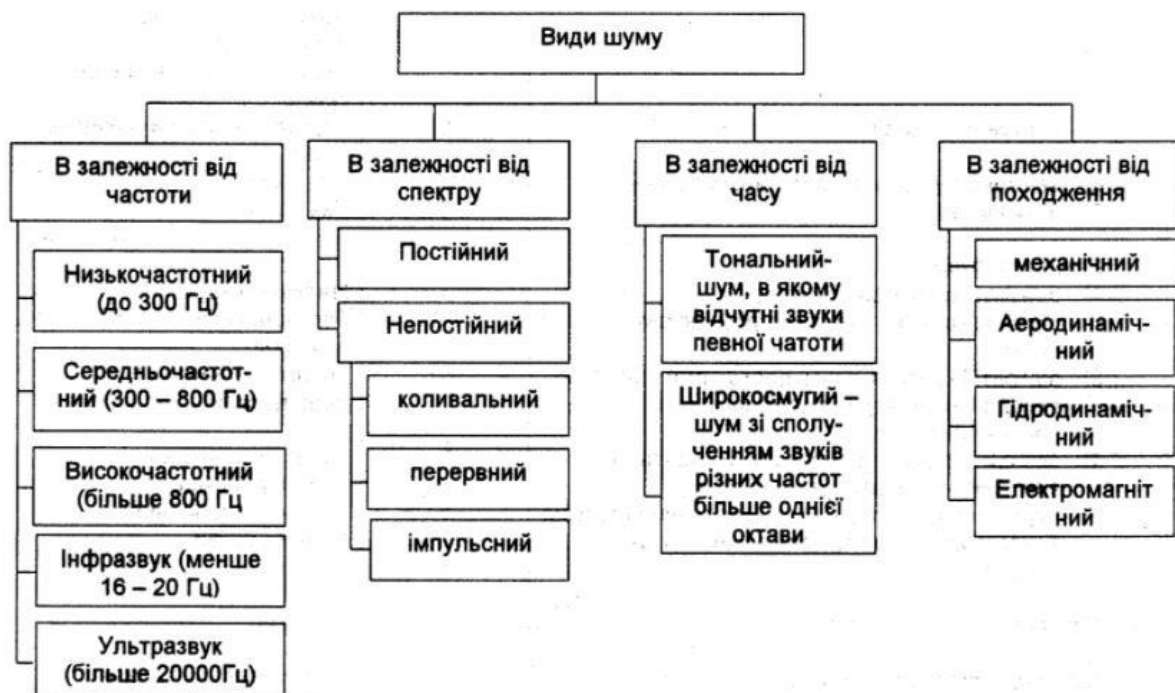 Види шуму
В залежності від
частоти
Низькочастотний
(до 300 Гц)
Середньочастот-
ний (300 – 800 Гц)
Високочастотний
(більше 800 Гц
Інфразвук (менше
16 – 20 Гц)
Ультразвук
(більше 20000Гц)
В залежності від
спектру
Постійний
Непостійний
коливальний
перервний
імпульсний
В залежності від
часу
Тональний-
шум, в якому
відчутні звуки
певної чатоти
Широкосмугий –
шум зі сполу-
ченням звуків
різних частот
більше однієї
октави
В залежності від
походження
механічний
Аеродинаміч-
ний
Гідродинаміч-
ний
Електромагніт
ний